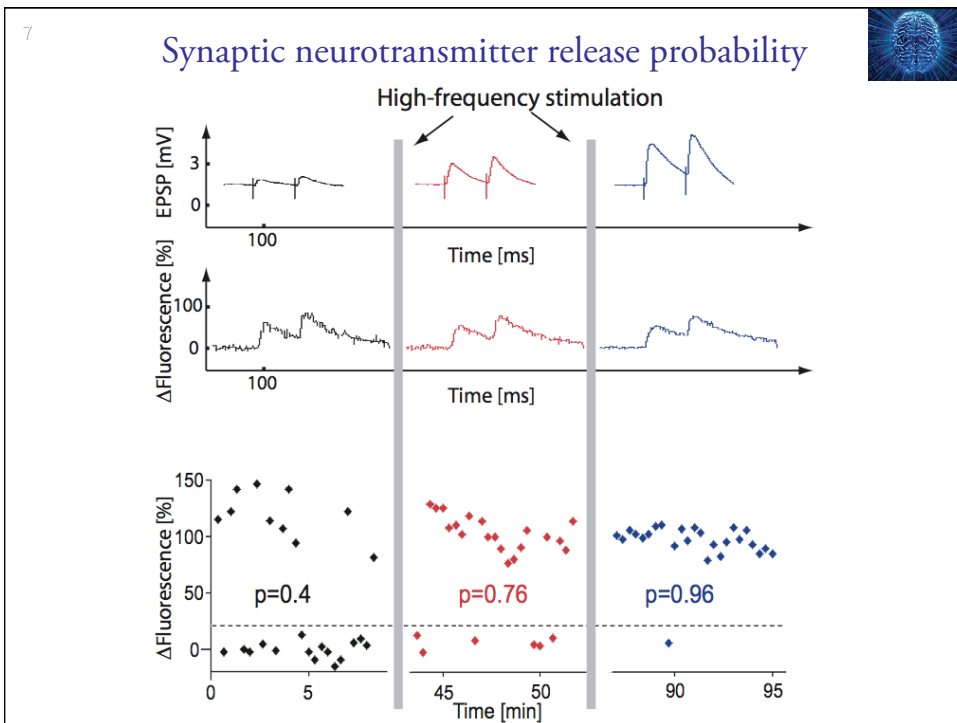 7
Synaptic neurotransmitter release probability
High-frequency stimulation
EPSP [mV]
3
0
100
Time [ms]
ΔFluorescence [%]
100
0
100
Time [ms]
ΔFluorescence [%]
150
100
50
0
p=0.4
p=0.76
p=0.96
0 5 45 50 90 95
Time [min]